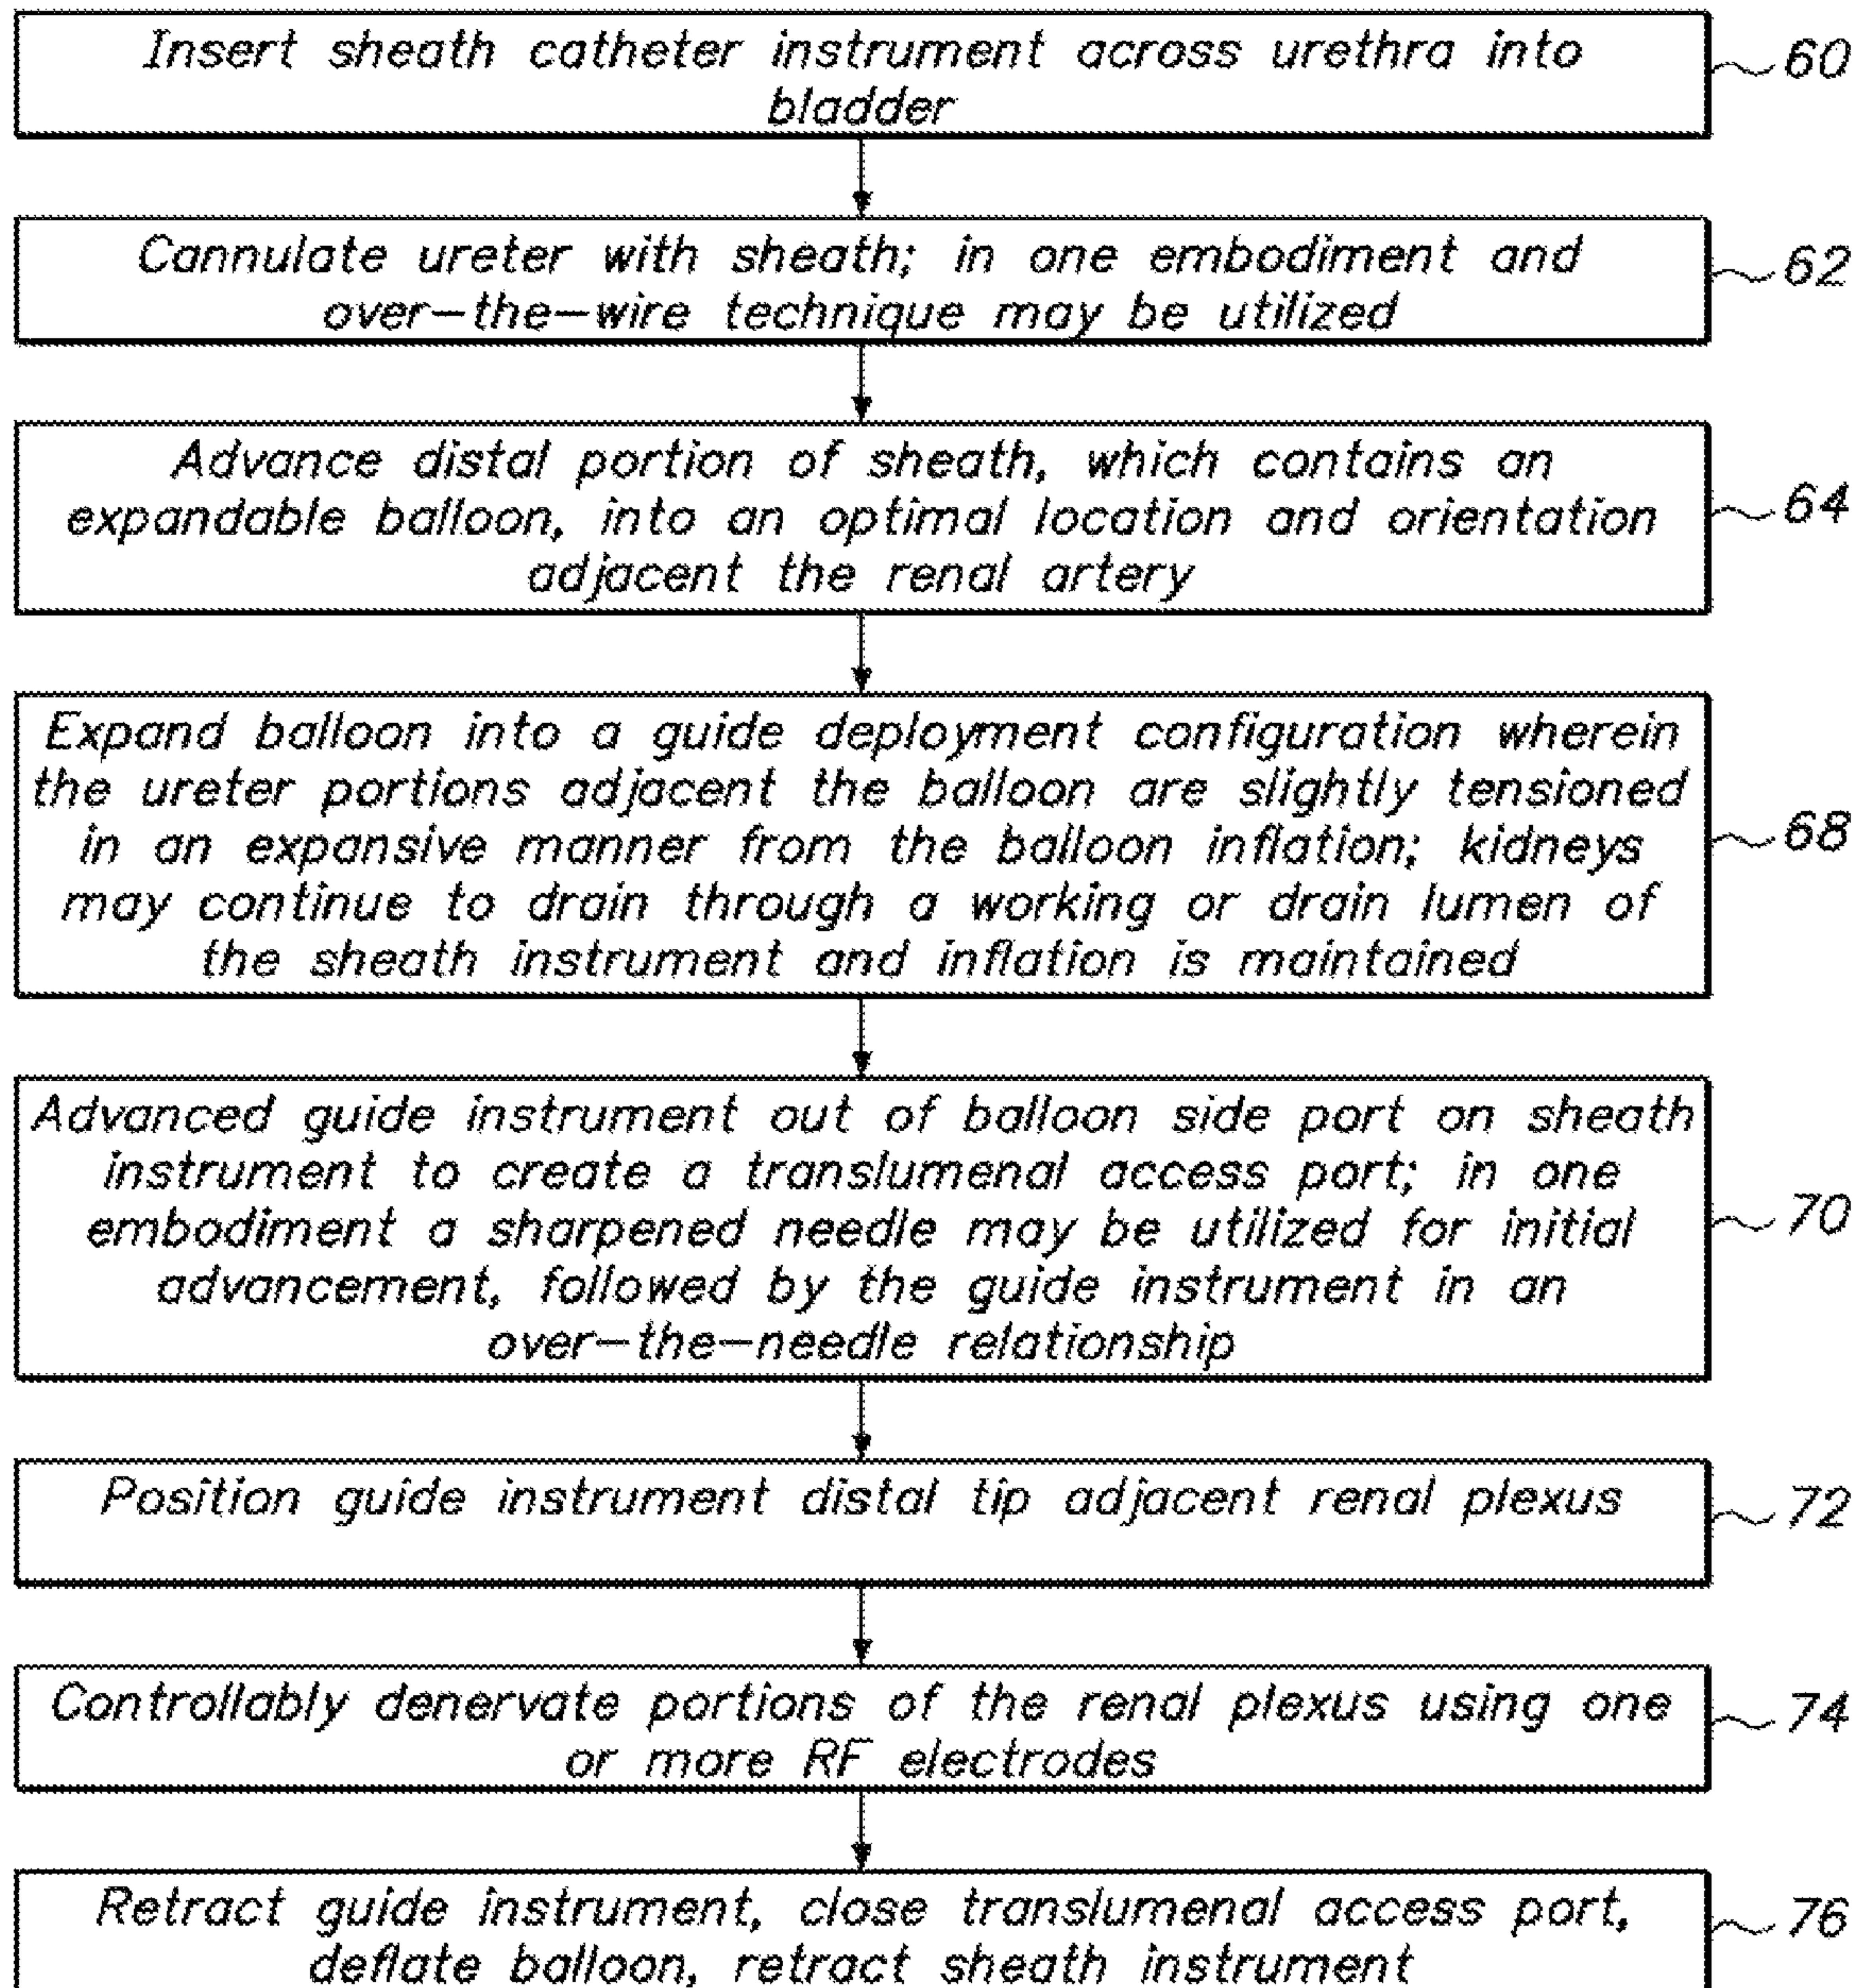 Insert sheath catheter instrument across urethra into
bladder
60
Cannulate ureter with sheath; in one embodiment and
over-the-wire technique may be utilized
62
Advance distal portion of sheath, which contains an
expandable balloon, into an optimal location and orientation
adjacent the renal artery
64
Expand balloon into a guide deployment configuration wherein
the ureter portions adjacent the balloon are slightly tensioned
in an expansive manner from the balloon inflation; kidneys
may continue to drain through a working or drain lumen of
the sheath instrument and inflation is maintained
68
Advanced guide instrument out of balloon side port on sheath
instrument to create a translumenal access port; in one
embodiment a sharpened needle may be utilized for initial
advancement, followed by the guide instrument in an
over-the-needle relationship
70
Position guide instrument distal tip adjacent renal plexus
72
Controllably denervate portions of the renal plexus using one
or more RF electrodes
74
Retract guide instrument, close translumenal access port,
deflate balloon, retract sheath instrument
76